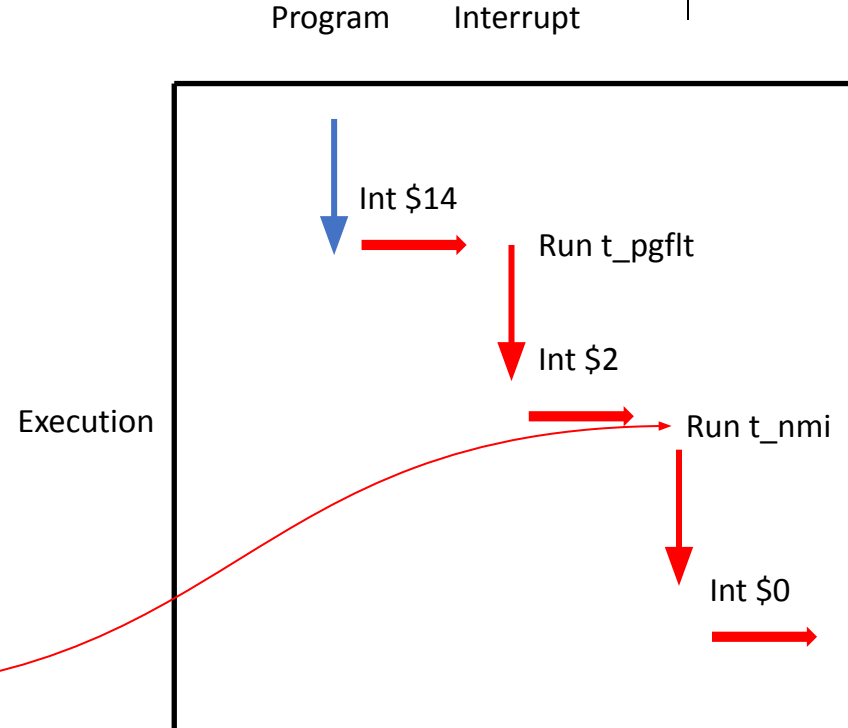 Program Interrupt
Int $14
Run t_pgflt
Int $2
Execution
Run t_nmi
Int $0